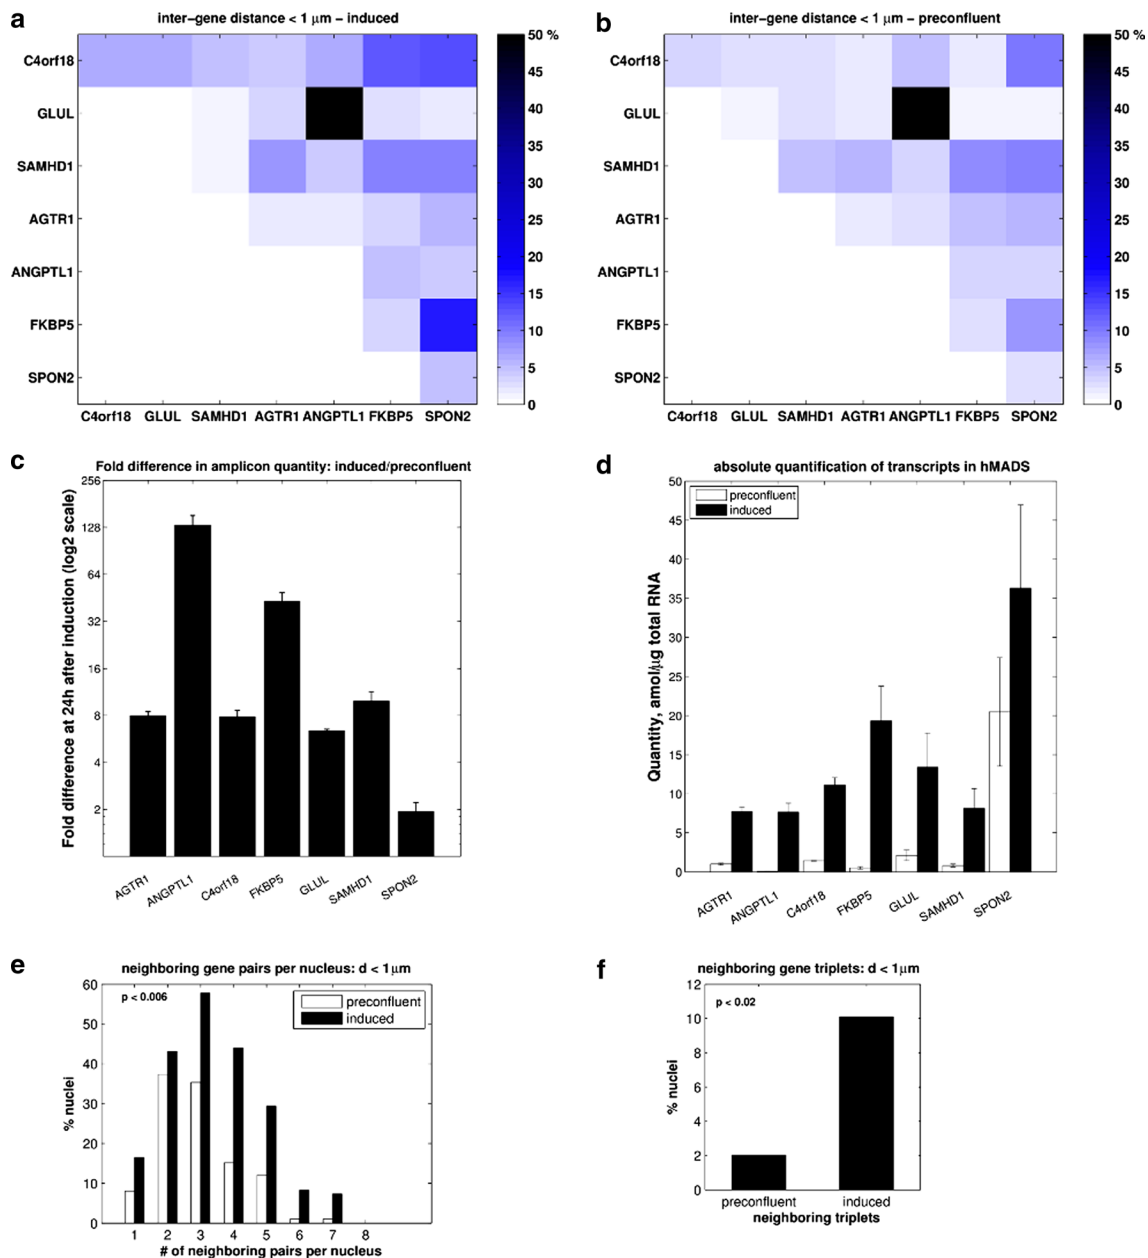 a
inter-gene distance < 1 μm – induced
C4orf18
GLUL
SAMHD1
AGTR1
ANGPTL1
FKBP5
SPON2
C4orf18 GLUL SAMHD1 AGTR1 ANGPTL1 FKBP5 SPON2
50 %
45
40
35
30
25
20
15
10
5
0
b
inter-gene distance < 1 μm – preconfluent
C4orf18
GLUL
SAMHD1
AGTR1
ANGPTL1
FKBP5
SPON2
C4orf18 GLUL SAMHD1 AGTR1 ANGPTL1 FKBP5 SPON2
50 %
45
40
35
30
25
20
15
10
5
0
c
Fold difference in amplicon quantity: induced/preconfluent
Fold difference at 24h after induction (log2 scale)
256
128
64
32
16
8
4
2
AGTR1 ANGPTL1 C4orf18 FKBP5 GLUL SAMHD1 SPON2
d
absolute quantification of transcripts in hMADS
preconfluent
induced
Quantity, amol/μg total RNA
50
45
40
35
30
25
20
15
10
5
0
AGTR1 ANGPTL1 C4orf18 FKBP5 GLUL SAMHD1 SPON2
e
neighboring gene pairs per nucleus: d < 1μm
p < 0.006
preconfluent
induced
% nuclei
60
50
40
30
20
10
0
1 2 3 4 5 6 7 8
# of neighboring pairs per nucleus
f
neighboring gene triplets: d < 1μm
p < 0.02
% nuclei
12
10
8
6
4
2
0
preconfluent induced
neighboring triplets